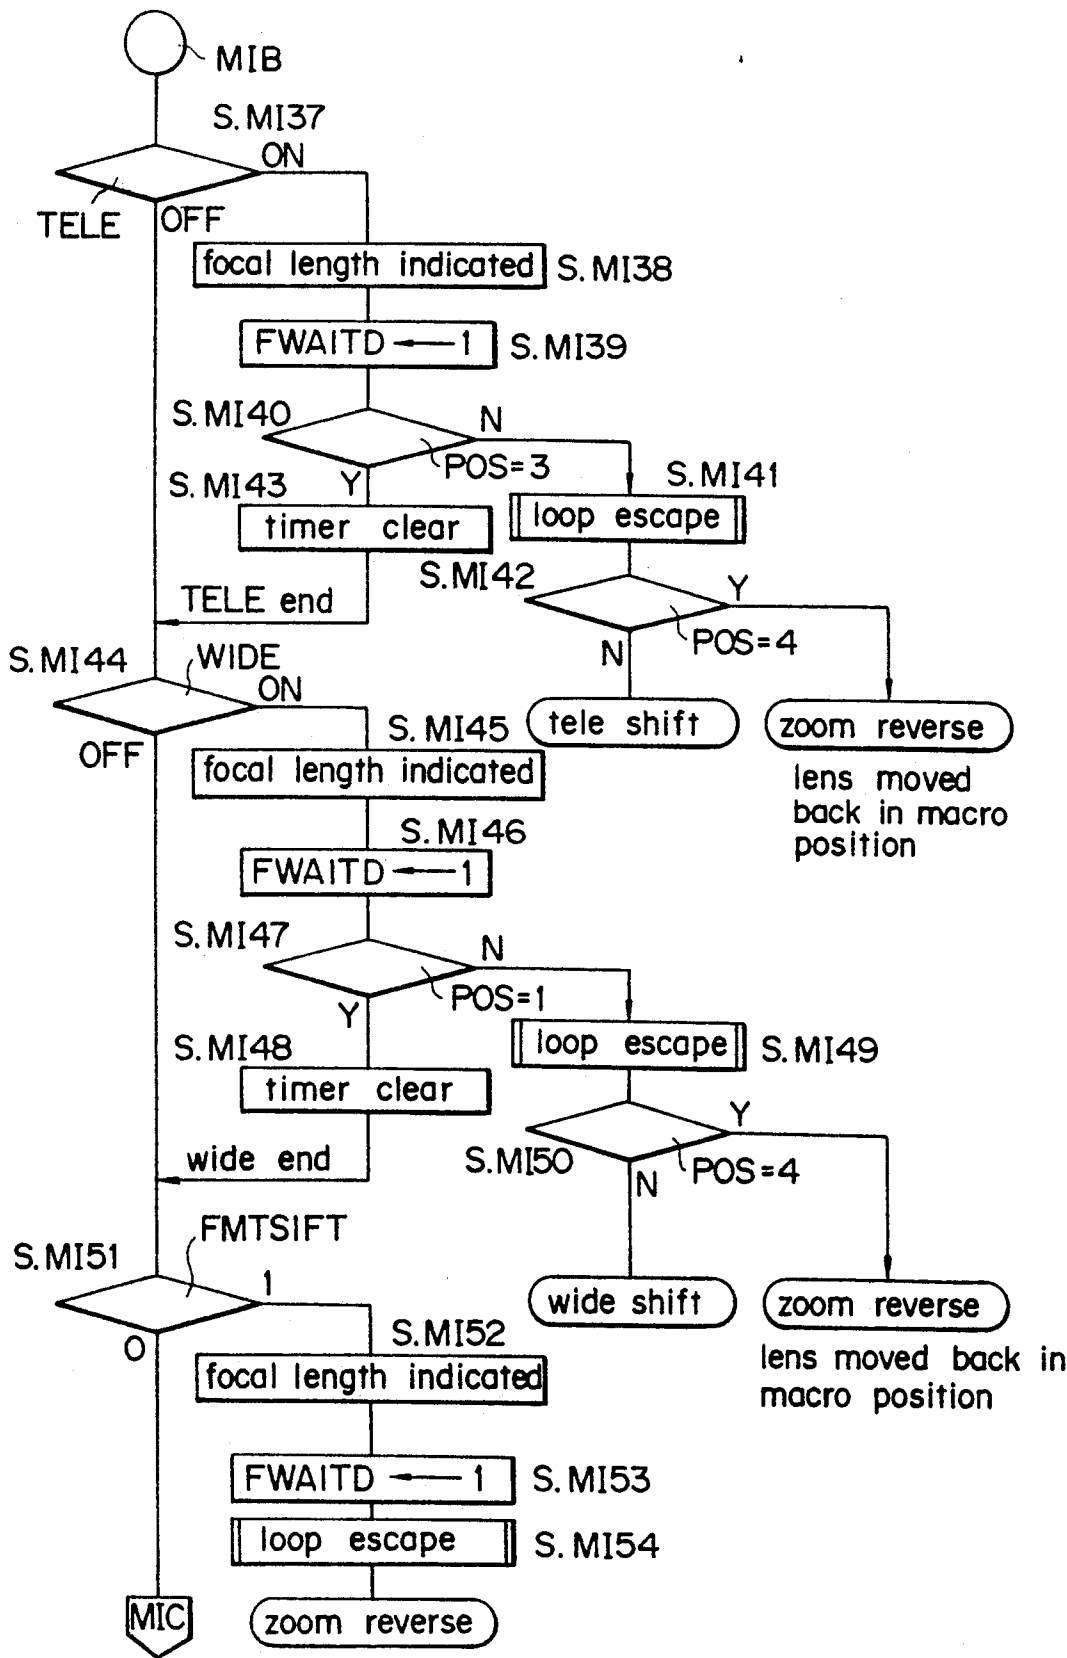 MIB
S.MI37
ON
TELE
OFF
focal length indicated
S.MI38
FWAITD ← 1
S.MI39
S.MI40
N
POS=3
Y
S.MI41
S.MI43
loop escape
timer clear
S.MI42
Y
TELE end
POS=4
N
S.MI44
WIDE
ON
tele shift
zoom reverse
OFF
S.MI45
focal length indicated
lens moved
back in macro
position
S.MI46
FWAITD ← 1
S.MI47
N
POS=1
Y
loop escape
S.MI49
S.MI48
timer clear
Y
wide end
S.MI50
POS=4
N
FMTSIFT
S.MI51
1
wide shift
zoom reverse
O
S.MI52
lens moved back in
macro position
focal length indicated
FWAITD ← 1
S.MI53
loop escape
S.MI54
MIC
zoom reverse